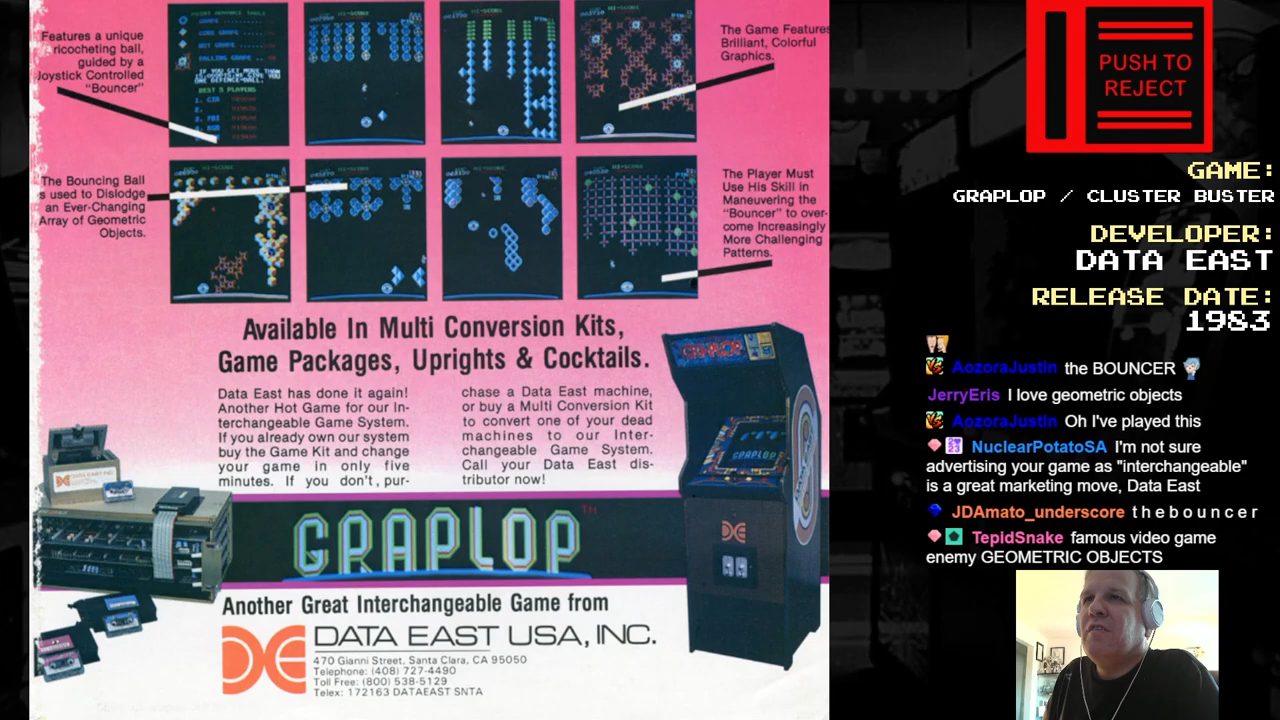 Features a unique
ricocheting ball,
guided by a
Joystick Controlled
"Bouncer"
POINT ADVANCE TABLE
HI-SCORE
The Game Features
Brilliant, Colorful
Graphics.
The Bouncing Ball
s used to Dislodge
an Ever-Changing
Array of Geometric
Objects.
The Player Must
Use His Skill in
Maneuvering the
"Bouncer" to over-
come Increasingly
More Challenging
Patterns.
Available In Multi Conversion Kits,
Game Packages, Uprights & Cocktails.
Data East has done it again!
Another Hot Game for our In-
terchangeable Game System.
If you already own our system
buy the Game Kit and change
your game in only five
minutes. If you don't, pur-
chase a Data East machine,
or buy a Multi Conversion Kit
to convert one of your dead
machines to our Inter-
changeable Game System.
Call your Data East dis-
tributor now!
GRAPLOP
GRAPLOP
GRAPLOP™
Another Great Interchangeable Game from
DATA EAST USA, INC.
470 Gianni Street, Santa Clara, CA 95050
Telephone: (408) 727-4490
Toll Free: (800) 538-5129
Telex: 172163 DATAEAST SNTA
PUSH TO
REJECT
GAME:
GRAPLOP / CLUSTER BUSTER
DEVELOPER:
DATA EAST
RELEASE DATE:
1983
AozoraJustin the BOUNCER
JerryEris I love geometric objects
AozoraJustin Oh I've played this
NuclearPotatoSA I'm not sure
advertising your game as "interchangeable"
is a great marketing move, Data East
JDAmato_underscore t h e b o u n c e r
TepidSnake famous video game
enemy GEOMETRIC OBJECTS